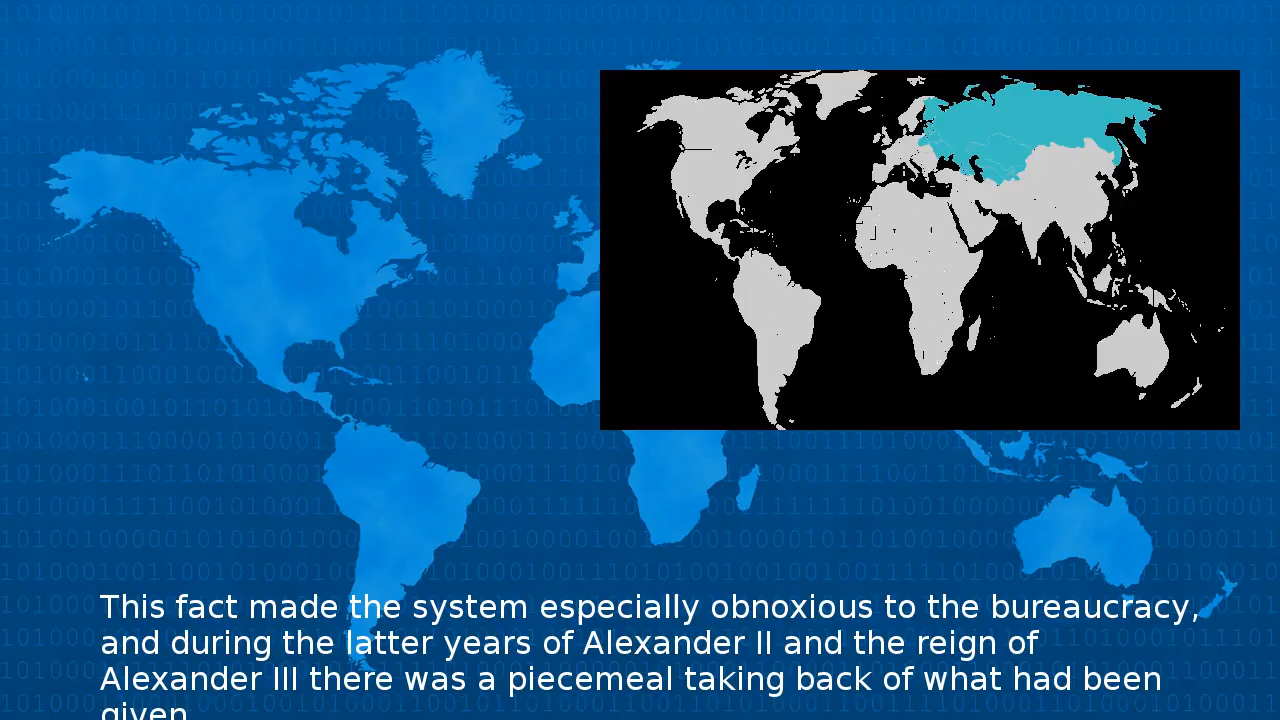 This fact made the system especially obnoxious to the bureaucracy,
and during the latter years of Alexander II and the reign of
Alexander III there was a piecemeal taking back of what had been
given